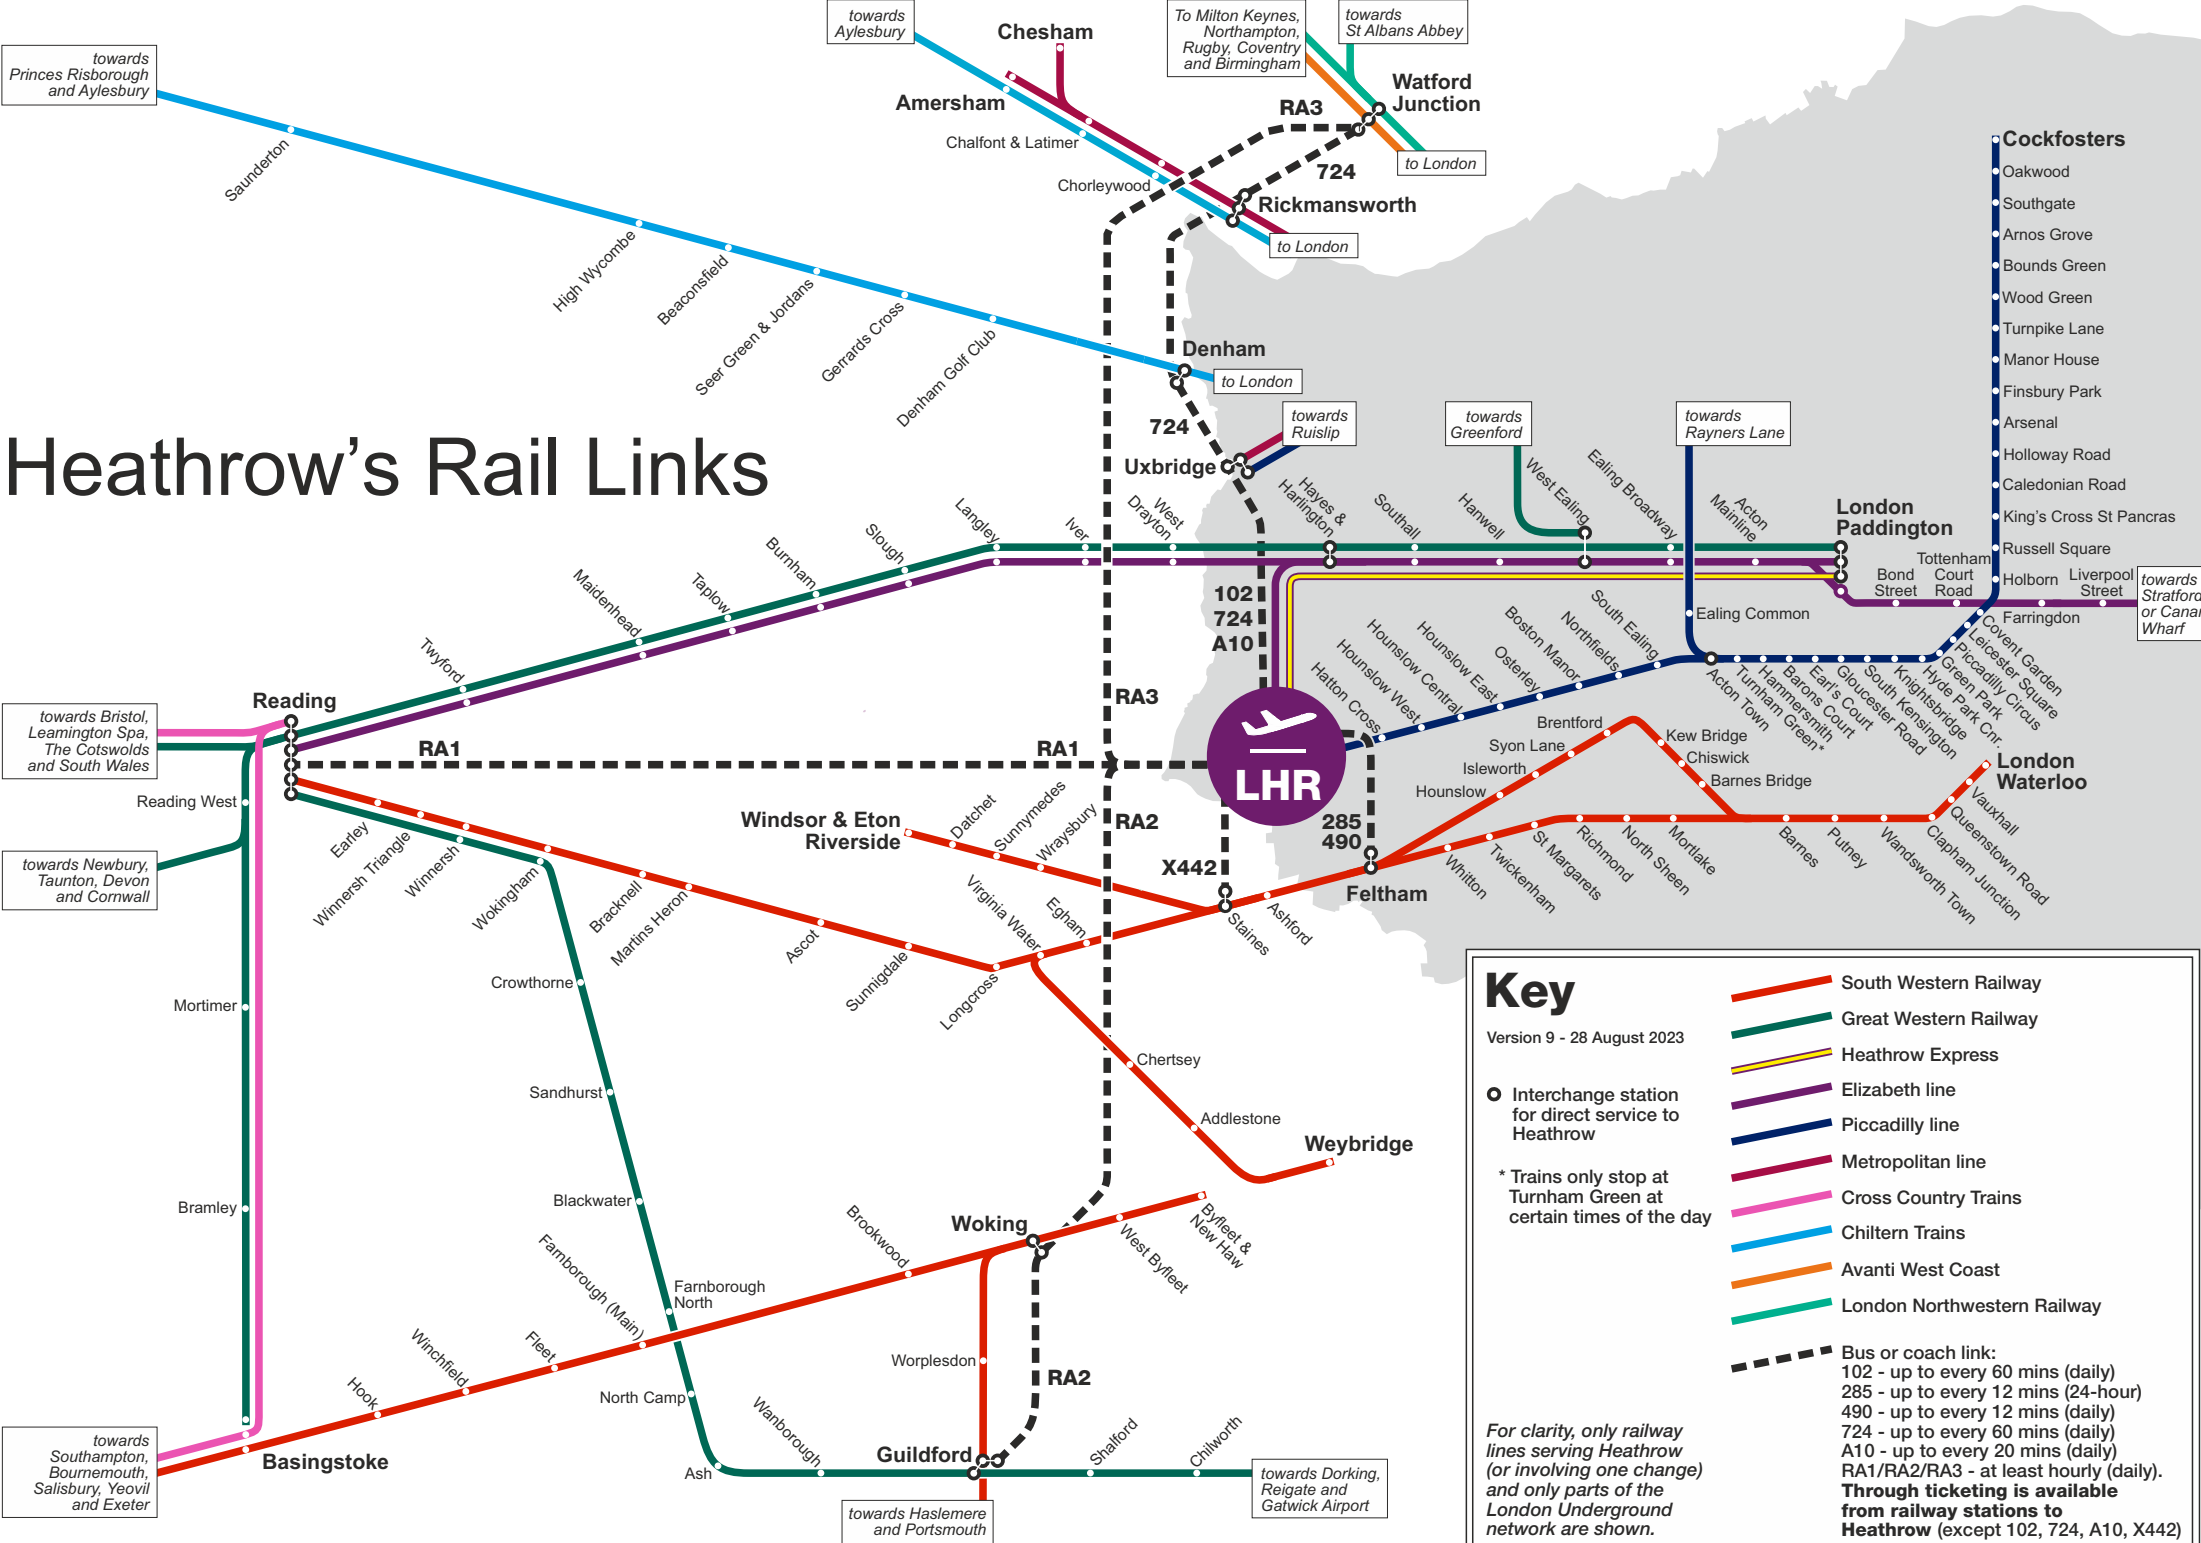 towards
Princes Risborough
and Aylesbury
towards
Aylesbury
Chesham
To Milton Keynes,
Northampton,
Rugby, Coventry
and Birmingham
towards
St Albans Abbey
Watford
Junction
Amersham
RA3
Chalfont & Latimer
to London
724
Chorleywood
Rickmansworth
to London
Saunderton
High Wycombe
Beaconsfield
Seer Green & Jordans
Gerrards Cross
Denham Golf Club
Denham
to London
724
Uxbridge
towards
Ruislip
towards
Greenford
towards
Rayners Lane
Cockfosters
Oakwood
Southgate
Arnos Grove
Bounds Green
Wood Green
Turnpike Lane
Manor House
Finsbury Park
Arsenal
Holloway Road
Caledonian Road
King's Cross St Pancras
Russell Square
Holborn
Heathrow’s Rail Links
Twyford
Maidenhead
Taplow
Burnham
Slough
Langley
Iver
West
Drayton
Hayes &
Harlington
Southall
Hanwell
West Ealing
Ealing Broadway
Acton
Mainline
London
Paddington
Bond
Street
Tottenham
Court
Road
Farringdon
Liverpool
Street
towards
Stratford
or Canar
Wharf
102
724
A10
Hatton Cross
Hounslow West
Hounslow Central
Hounslow East
Osterley
Boston Manor
Northfields
South Ealing
Ealing Common
Acton Town
Turnham Green*
Hammersmith
Barons Court
Earl's Court
Gloucester Road
South Kensington
Knightsbridge
Hyde Park Cnr.
Green Park
Piccadilly Circus
Leicester Square
Covent Garden
Reading
towards Bristol,
Leamington Spa,
The Cotswolds
and South Wales
RA1
RA1
RA3
LHR
Reading West
towards Newbury,
Taunton, Devon
and Cornwall
RA2
285
490
X442
Windsor & Eton
Riverside
Datchet
Sunnymedes
Wraysbury
Brentford
Syon Lane
Isleworth
Hounslow
Kew Bridge
Chiswick
Barnes Bridge
London
Waterloo
Vauxhall
Queenstown Road
Clapham Junction
Wandsworth Town
Putney
Barnes
Mortlake
North Sheen
Richmond
St Margarets
Twickenham
Whitton
Feltham
Ashford
Staines
Egham
Virginia Water
Longcross
Sunnigdale
Ascot
Martins Heron
Bracknell
Wokingham
Winnersh
Winnersh Triangle
Earley
Crowthorne
Sandhurst
Blackwater
Farnborough
North
North Camp
Ash
Wanborough
Guildford
Shalford
Chilworth
towards Dorking,
Reigate and
Gatwick Airport
towards Haslemere
and Portsmouth
Worplesdon
RA2
Chertsey
Addlestone
Weybridge
Byfleet &
New Haw
West Byfleet
Woking
Brookwood
Farnborough (Main)
Fleet
Winchfield
Hook
Basingstoke
Mortimer
Bramley
towards
Southampton,
Bournemouth,
Salisbury, Yeovil
and Exeter
Key
Version 9 - 28 August 2023
Interchange station
for direct service to
Heathrow
* Trains only stop at
Turnham Green at
certain times of the day
For clarity, only railway
lines serving Heathrow
(or involving one change)
and only parts of the
London Underground
network are shown.
South Western Railway
Great Western Railway
Heathrow Express
Elizabeth line
Piccadilly line
Metropolitan line
Cross Country Trains
Chiltern Trains
Avanti West Coast
London Northwestern Railway
Bus or coach link:
102 - up to every 60 mins (daily)
285 - up to every 12 mins (24-hour)
490 - up to every 12 mins (daily)
724 - up to every 60 mins (daily)
A10 - up to every 20 mins (daily)
RA1/RA2/RA3 - at least hourly (daily).
Through ticketing is available
from railway stations to
Heathrow (except 102, 724, A10, X442)